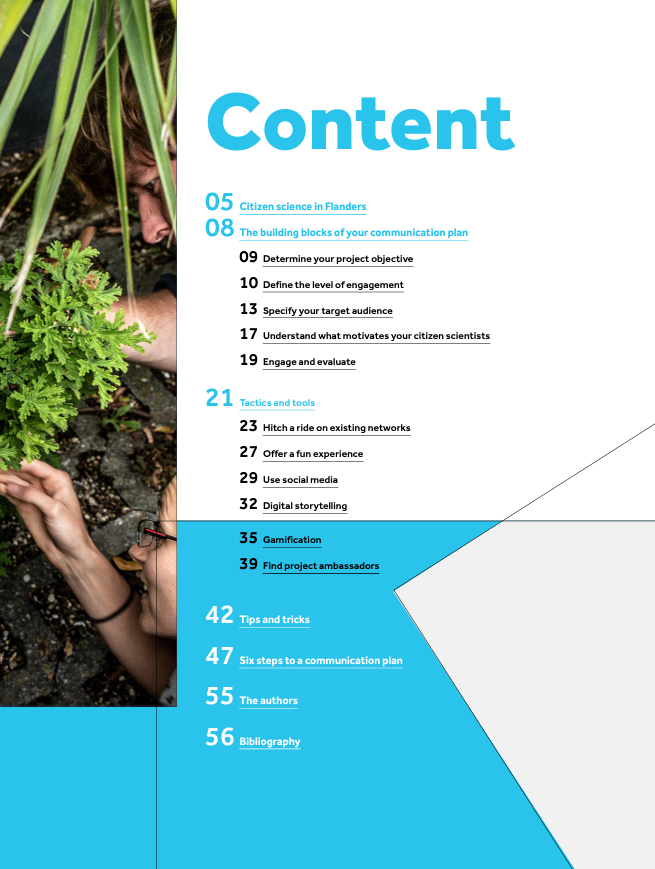 Content
05 Citizen science in Flanders
08 The building blocks of your communication plan
09 Determine your project objective
10 Define the level of engagement
13 Specify your target audience
17 Understand what motivates your citizen scientists
19 Engage and evaluate
21 Tactics and tools
23 Hitch a ride on existing networks
27 Offer a fun experience
29 Use social media
32 Digital storytelling
35 Gamification
39 Find project ambassadors
42 Tips and tricks
47 Six steps to a communication plan
55 The authors
56 Bibliography